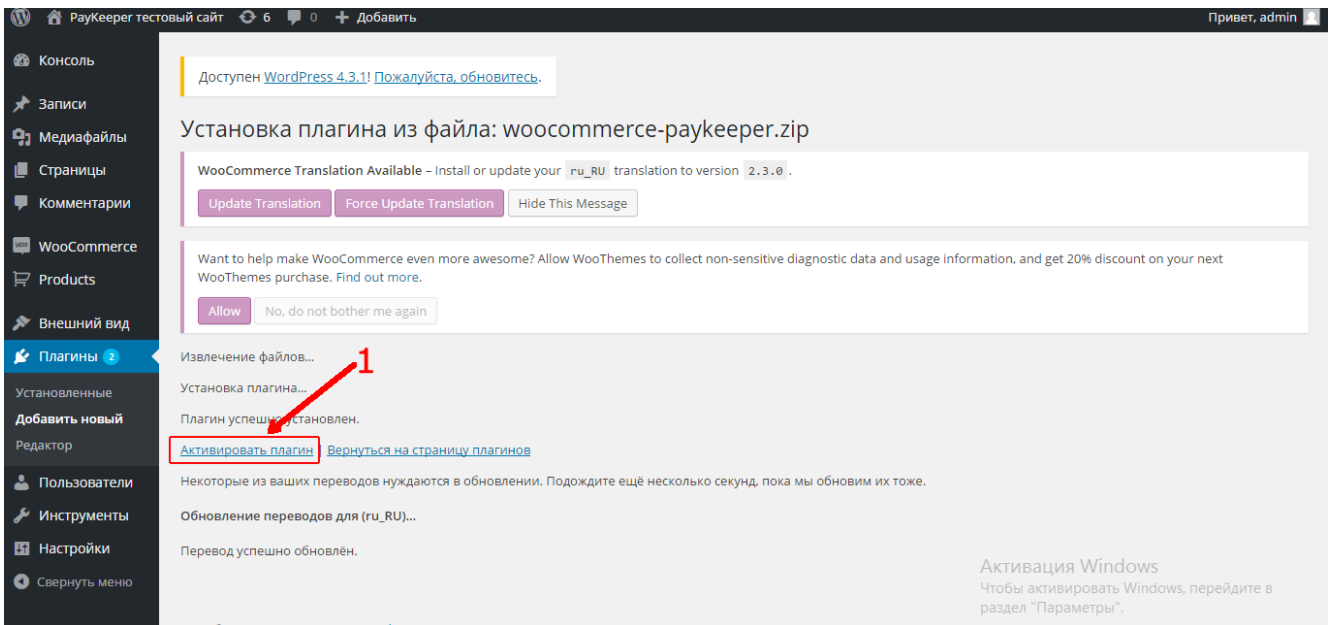 PayKeeper тестовый сайт 6 0 + Добавить Привет, admin
Консоль
Записи
Медиафайлы
Страницы
Комментарии
WooCommerce
Products
Внешний вид
Плагины 2
Установленные
Добавить новый
Редактор
Пользователи
Инструменты
Настройки
Свернуть меню
Доступен WordPress 4.3.1! Пожалуйста, обновитесь.
Установка плагина из файла: woocommerce-paykeeper.zip
WooCommerce Translation Available – Install or update your ru_RU translation to version 2.3.0 .
Update Translation Force Update Translation Hide This Message
Want to help make WooCommerce even more awesome? Allow WooThemes to collect non-sensitive diagnostic data and usage information, and get 20% discount on your next
WooThemes purchase. Find out more.
Allow No, do not bother me again
Извлечение файлов...
1
Установка плагина...
Плагин успешно установлен.
Активировать плагин | Вернуться на страницу плагинов
Некоторые из ваших переводов нуждаются в обновлении. Подождите ещё несколько секунд, пока мы обновим их тоже.
Обновление переводов для (ru_RU)...
Перевод успешно обновлён.
Активация Windows
Чтобы активировать Windows, перейдите в
раздел "Параметры".